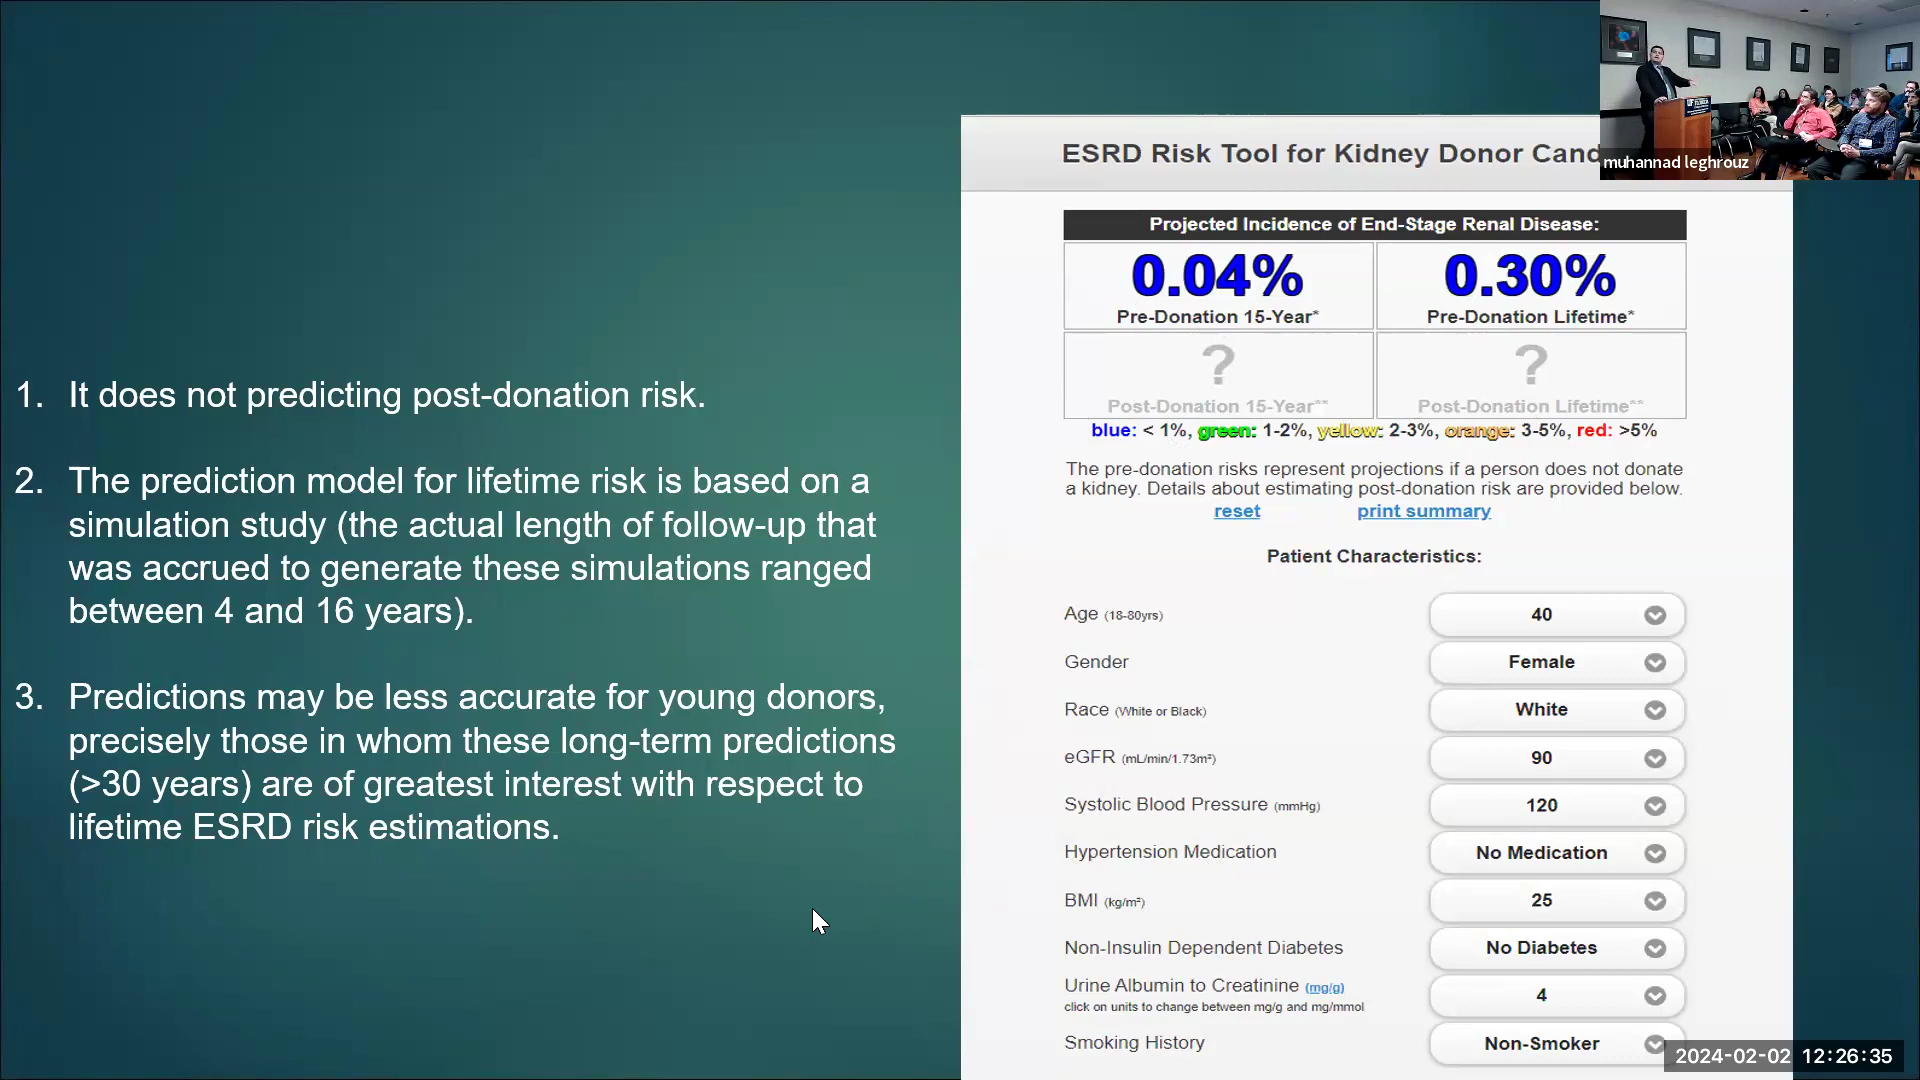 1. It does not predicting post-donation risk.
2. The prediction model for lifetime risk is based on a
simulation study (the actual length of follow-up that
was accrued to generate these simulations ranged
between 4 and 16 years).
3. Predictions may be less accurate for young donors,
precisely those in whom these long-term predictions
(>30 years) are of greatest interest with respect to
lifetime ESRD risk estimations.
ESRD Risk Tool for Kidney Donor Cand
muhannad leghrouz
Projected Incidence of End-Stage Renal Disease:
0.04% 0.30%
Pre-Donation 15-Year* Pre-Donation Lifetime*
? ?
Post-Donation 15-Year** Post-Donation Lifetime**
blue: < 1%, green: 1-2%, yellow: 2-3%, orange: 3-5%, red: >5%
The pre-donation risks represent projections if a person does not donate
a kidney. Details about estimating post-donation risk are provided below.
reset print summary
Patient Characteristics:
Age (18-80yrs) 40
Gender Female
Race (White or Black) White
eGFR (mL/min/1.73m²) 90
Systolic Blood Pressure (mmHg) 120
Hypertension Medication No Medication
BMI (kg/m²) 25
Non-Insulin Dependent Diabetes No Diabetes
Urine Albumin to Creatinine (mg/g) 4
click on units to change between mg/g and mg/mmol
Smoking History Non-Smoker
2024-02-02 12:26:35